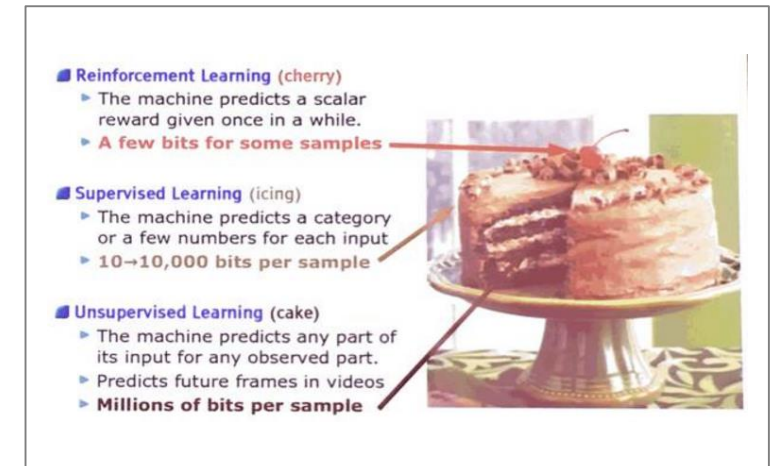 Reinforcement Learning (cherry)
The machine predicts a scalar
reward given once in a while.
A few bits for some samples
Supervised Learning (icing)
The machine predicts a category
or a few numbers for each input
10→10,000 bits per sample
Unsupervised Learning (cake)
The machine predicts any part of
its input for any observed part.
Predicts future frames in videos
Millions of bits per sample